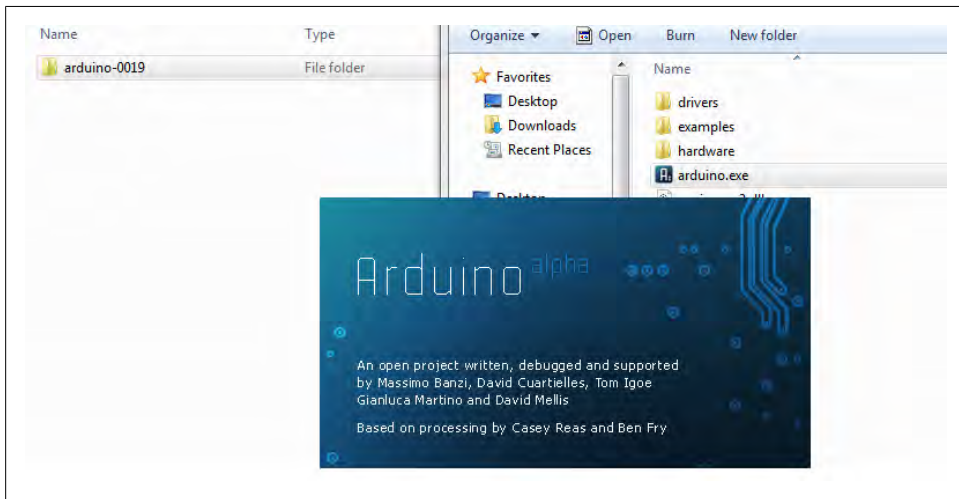 Name Type
arduino-0019 File folder
Organize Open Burn New folder
Favorites
Desktop
Downloads
Recent Places
Desktop
Name
drivers
examples
hardware
arduino.exe
Arduino alpha
An open project written, debugged and supported
by Massimo Banzi, David Cuartielles, Tom Igoe
Gianluca Martino and David Mellis
Based on processing by Casey Reas and Ben Fry